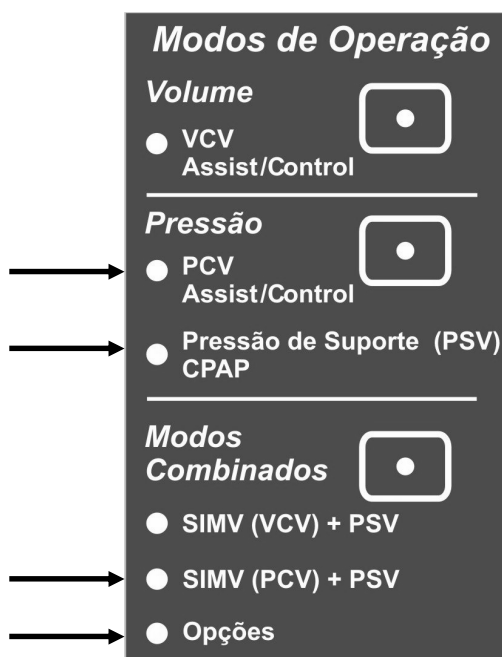 Modos de Operação
Volume
VCV
Assist/Control
Pressão
PCV
Assist/Control
Pressão de Suporte (PSV)
CPAP
Modos
Combinados
SIMV (VCV) + PSV
SIMV (PCV) + PSV
Opções